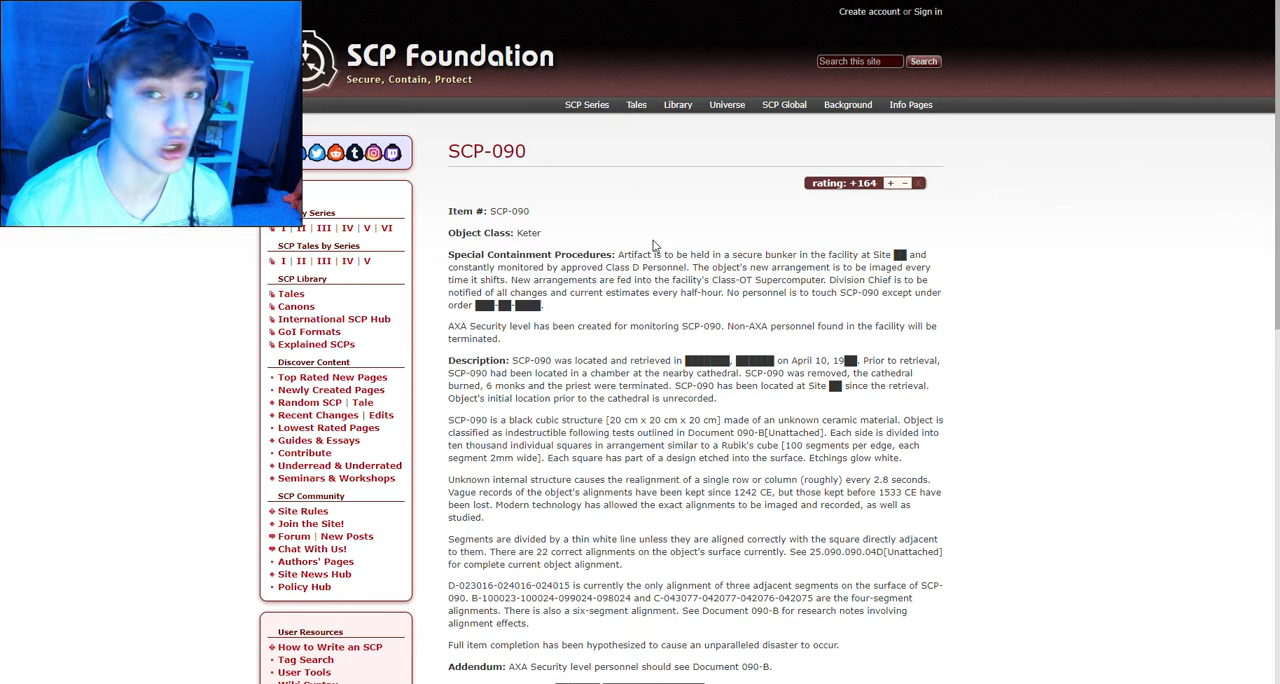 Create account or Sign in
SCP Foundation
Secure, Contain, Protect
Search this site
Search
SCP Series
Tales
Library
Universe
SCP Global
Background
Info Pages
y Series
I II III IV V VI
SCP Tales by Series
I II III IV V
SCP Library
Tales
Canons
International SCP Hub
GoI Formats
Explained SCPs
Discover Content
Top Rated New Pages
Newly Created Pages
Random SCP | Tale
Recent Changes | Edits
Lowest Rated Pages
Guides & Essays
Contribute
Underread & Underrated
Seminars & Workshops
SCP Community
Site Rules
Join the Site!
Forum | New Posts
Chat With Us!
Authors' Pages
Site News Hub
Policy Hub
User Resources
How to Write an SCP
Tag Search
User Tools
Wiki Syntax
SCP-090
rating: +164 + – X
Item #: SCP-090
Object Class: Keter
Special Containment Procedures: Artifact is to be held in a secure bunker in the facility at Site ██ and
constantly monitored by approved Class D Personnel. The object's new arrangement is to be imaged every
time it shifts. New arrangements are fed into the facility's Class-OT Supercomputer. Division Chief is to be
notified of all changes and current estimates every half-hour. No personnel is to touch SCP-090 except under
order ███-██-████.
AXA Security level has been created for monitoring SCP-090. Non-AXA personnel found in the facility will be
terminated.
Description: SCP-090 was located and retrieved in ███████, ██████ on April 10, 19██. Prior to retrieval,
SCP-090 had been located in a chamber at the nearby cathedral. SCP-090 was removed, the cathedral
burned, 6 monks and the priest were terminated. SCP-090 has been located at Site ██ since the retrieval.
Object's initial location prior to the cathedral is unrecorded.
SCP-090 is a black cubic structure [20 cm x 20 cm x 20 cm] made of an unknown ceramic material. Object is
classified as indestructible following tests outlined in Document 090-B[Unattached]. Each side is divided into
ten thousand individual squares in arrangement similar to a Rubik's cube [100 segments per edge, each
segment 2mm wide]. Each square has part of a design etched into the surface. Etchings glow white.
Unknown internal structure causes the realignment of a single row or column (roughly) every 2.8 seconds.
Vague records of the object's alignments have been kept since 1242 CE, but those kept before 1533 CE have
been lost. Modern technology has allowed the exact alignments to be imaged and recorded, as well as
studied.
Segments are divided by a thin white line unless they are aligned correctly with the square directly adjacent
to them. There are 22 correct alignments on the object's surface currently. See 25.090.090.04D[Unattached]
for complete current object alignment.
D-023016-024016-024015 is currently the only alignment of three adjacent segments on the surface of SCP-
090. B-100023-100024-099024-098024 and C-043077-042077-042076-042075 are the four-segment
alignments. There is also a six-segment alignment. See Document 090-B for research notes involving
alignment effects.
Full item completion has been hypothesized to cause an unparalleled disaster to occur.
Addendum: AXA Security level personnel should see Document 090-B.